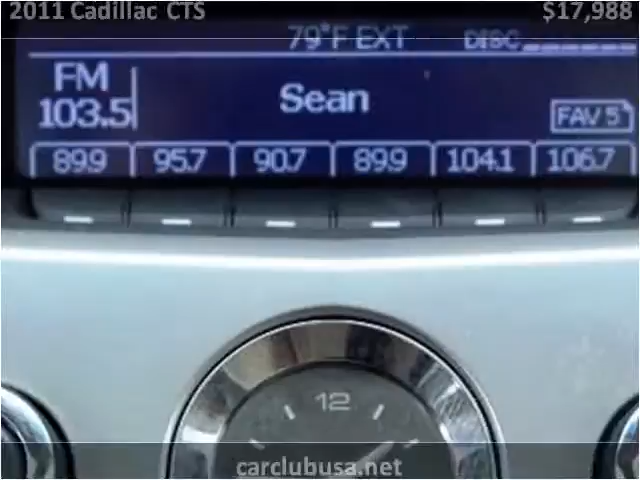 2011 Cadillac CTS $17,988
79°F EXT DISC
FM
103.5 Sean FAV 5
89.9 95.7 90.7 89.9 104.1 106.7
12
carclubusa.net